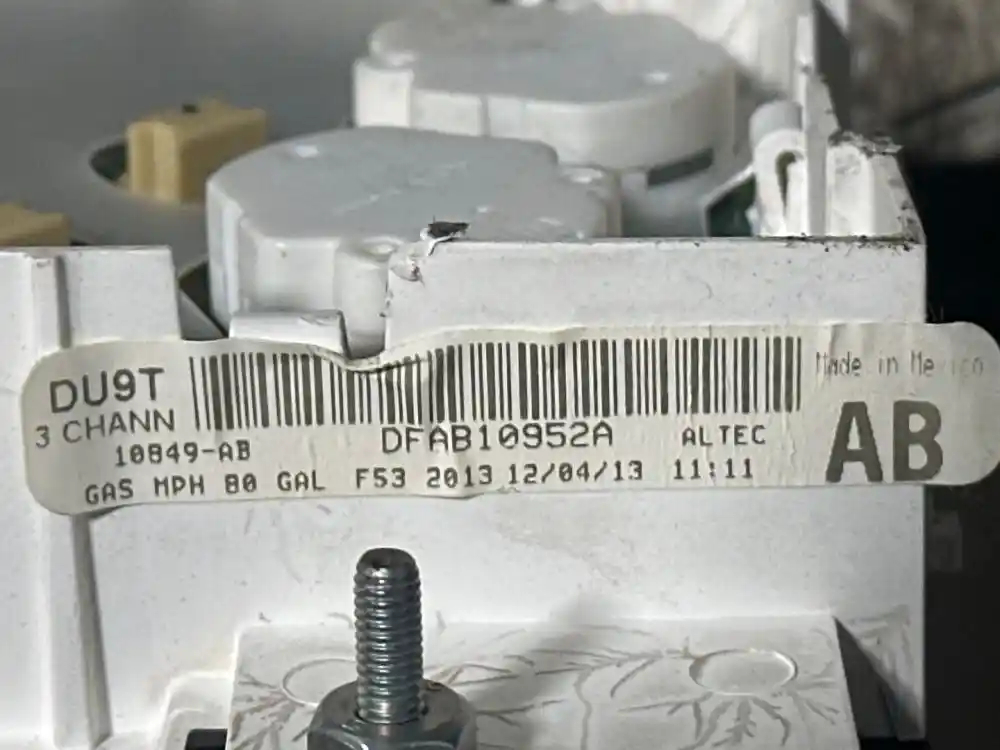 DU9T
3 CHANN
10849-AB
DFAB10952A
ALTEC
GAS MPH 80 GAL F53 2013 12/04/13 11:11
Made in Mexico
AB